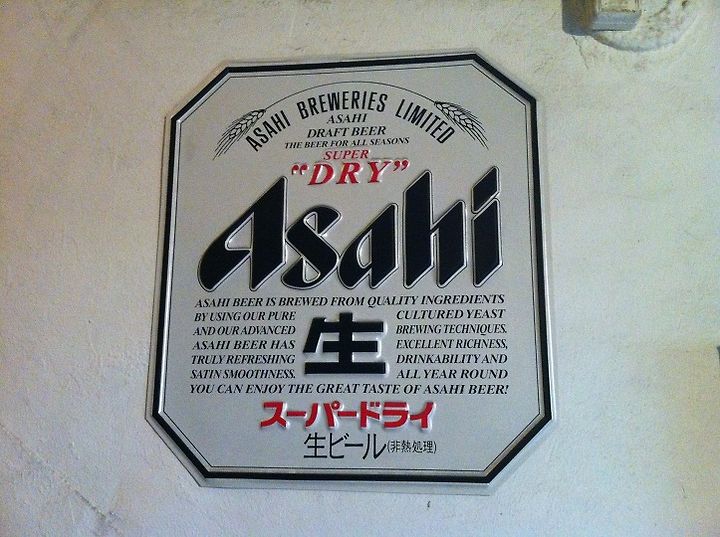 ASAHI BREWERIES LIMITED
ASAHI
DRAFT BEER
THE BEER FOR ALL SEASONS
SUPER
"DRY"
Asahi
ASAHI BEER IS BREWED FROM QUALITY INGREDIENTS
BY USING OUR PURE CULTURED YEAST
AND OUR ADVANCED BREWING TECHNIQUES.
ASAHI BEER HAS 生 EXCELLENT RICHNESS,
TRULY REFRESHING DRINKABILITY AND
SATIN SMOOTHNESS. ALL YEAR ROUND
YOU CAN ENJOY THE GREAT TASTE OF ASAHI BEER!
スーパードライ
生ビール(非熱処理)